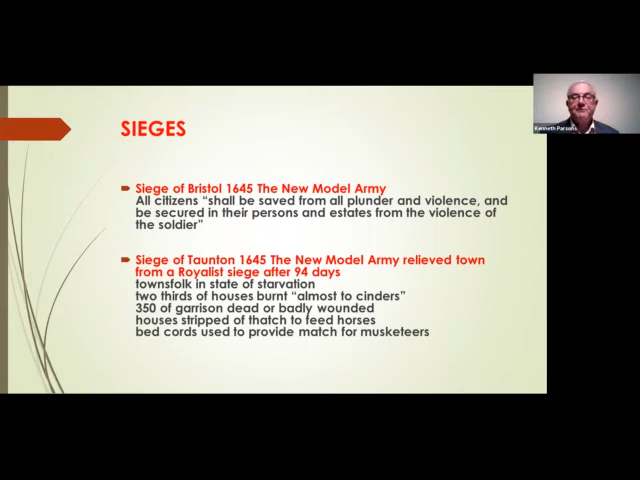 Kenneth Parsons
SIEGES
Siege of Bristol 1645 The New Model Army
All citizens “shall be saved from all plunder and violence, and
be secured in their persons and estates from the violence of
the soldier”
Siege of Taunton 1645 The New Model Army relieved town
from a Royalist siege after 94 days
townsfolk in state of starvation
two thirds of houses burnt “almost to cinders”
350 of garrison dead or badly wounded
houses stripped of thatch to feed horses
bed cords used to provide match for musketeers